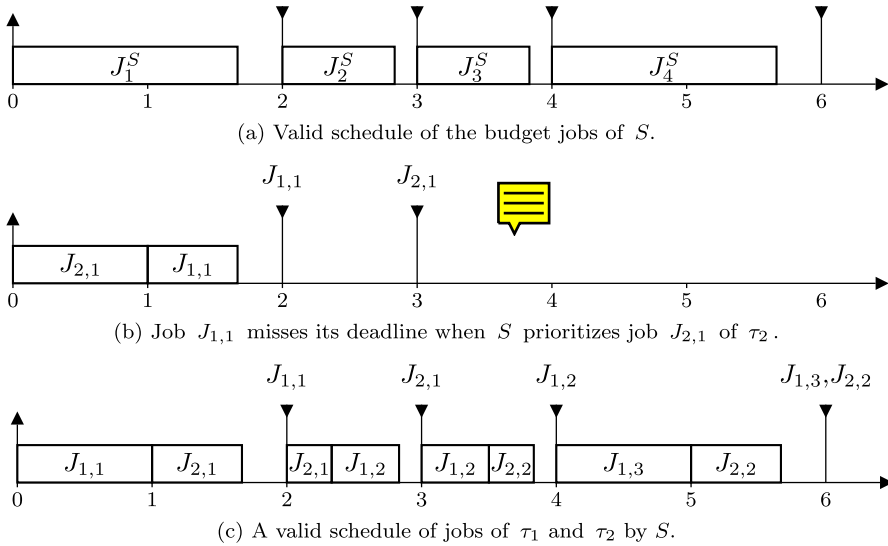 J_1^S J_2^S J_3^S J_4^S
0 1 2 3 4 5 6
(a) Valid schedule of the budget jobs of S.
J_{1,1} J_{2,1}
J_{2,1} J_{1,1}
0 1 2 3 4 5 6
(b) Job J_{1,1} misses its deadline when S prioritizes job J_{2,1} of τ_2.
J_{1,1} J_{2,1} J_{1,2} J_{1,3},J_{2,2}
J_{1,1} J_{2,1} J_{2,1} J_{1,2} J_{1,2} J_{2,2} J_{1,3} J_{2,2}
0 1 2 3 4 5 6
(c) A valid schedule of jobs of τ_1 and τ_2 by S.